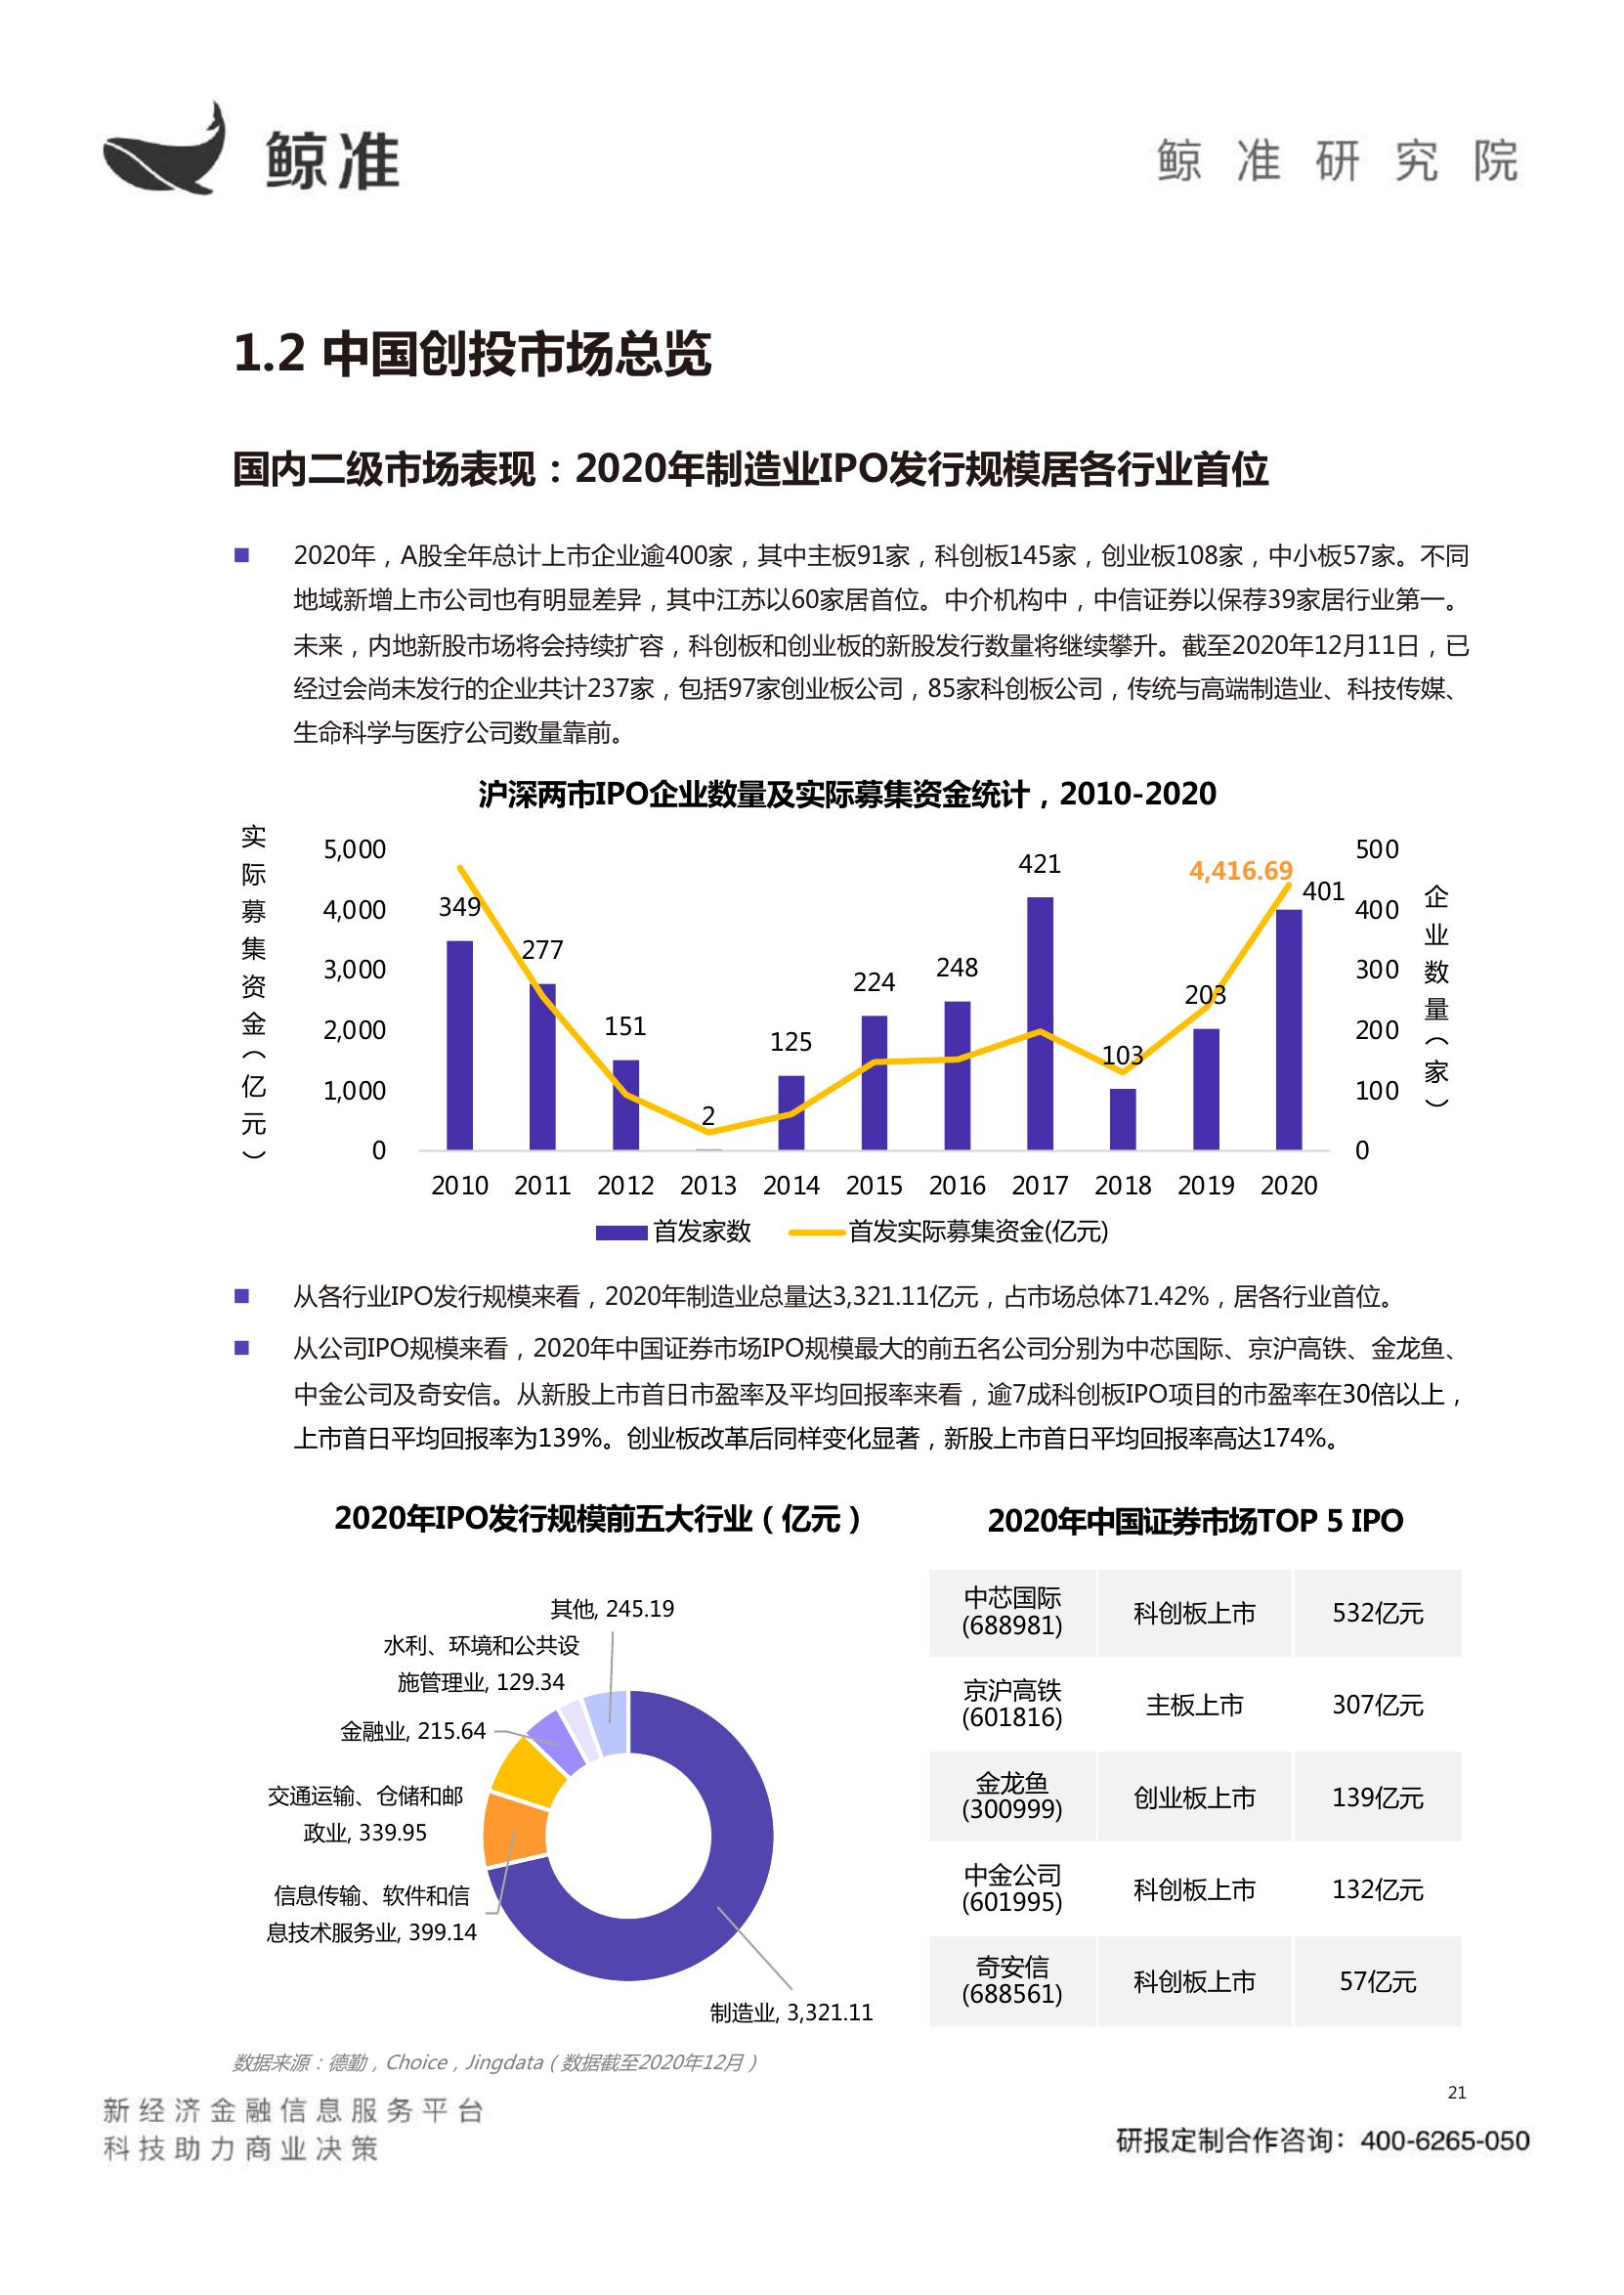 鲸准
鲸准研究院
1.2 中国创投市场总览
国内二级市场表现：2020年制造业IPO发行规模居各行业首位
2020年，A股全年总计上市企业逾400家，其中主板91家，科创板145家，创业板108家，中小板57家。不同
地域新增上市公司也有明显差异，其中江苏以60家居首位。中介机构中，中信证券以保荐39家居行业第一。
未来，内地新股市场将会持续扩容，科创板和创业板的新股发行数量将继续攀升。截至2020年12月11日，已
经过会尚未发行的企业共计237家，包括97家创业板公司，85家科创板公司，传统与高端制造业、科技传媒、
生命科学与医疗公司数量靠前。
沪深两市IPO企业数量及实际募集资金统计，2010-2020
实际募集资金（亿元）
5,000
4,000
3,000
2,000
1,000
0
349
277
151
2
125
224
248
421
103
203
4,416.69
401
500
400
300
200
100
0
企业数量（家）
2010 2011 2012 2013 2014 2015 2016 2017 2018 2019 2020
首发家数 首发实际募集资金(亿元)
从各行业IPO发行规模来看，2020年制造业总量达3,321.11亿元，占市场总体71.42%，居各行业首位。
从公司IPO规模来看，2020年中国证券市场IPO规模最大的前五名公司分别为中芯国际、京沪高铁、金龙鱼、
中金公司及奇安信。从新股上市首日市盈率及平均回报率来看，逾7成科创板IPO项目的市盈率在30倍以上，
上市首日平均回报率为139%。创业板改革后同样变化显著，新股上市首日平均回报率高达174%。
2020年IPO发行规模前五大行业（亿元）
其他, 245.19
水利、环境和公共设
施管理业, 129.34
金融业, 215.64
交通运输、仓储和邮
政业, 339.95
信息传输、软件和信
息技术服务业, 399.14
制造业, 3,321.11
2020年中国证券市场TOP 5 IPO
中芯国际
(688981) 科创板上市 532亿元
京沪高铁
(601816) 主板上市 307亿元
金龙鱼
(300999) 创业板上市 139亿元
中金公司
(601995) 科创板上市 132亿元
奇安信
(688561) 科创板上市 57亿元
数据来源：德勤，Choice，Jingdata（数据截至2020年12月）
21
新经济金融信息服务平台
科技助力商业决策
研报定制合作咨询：400-6265-050